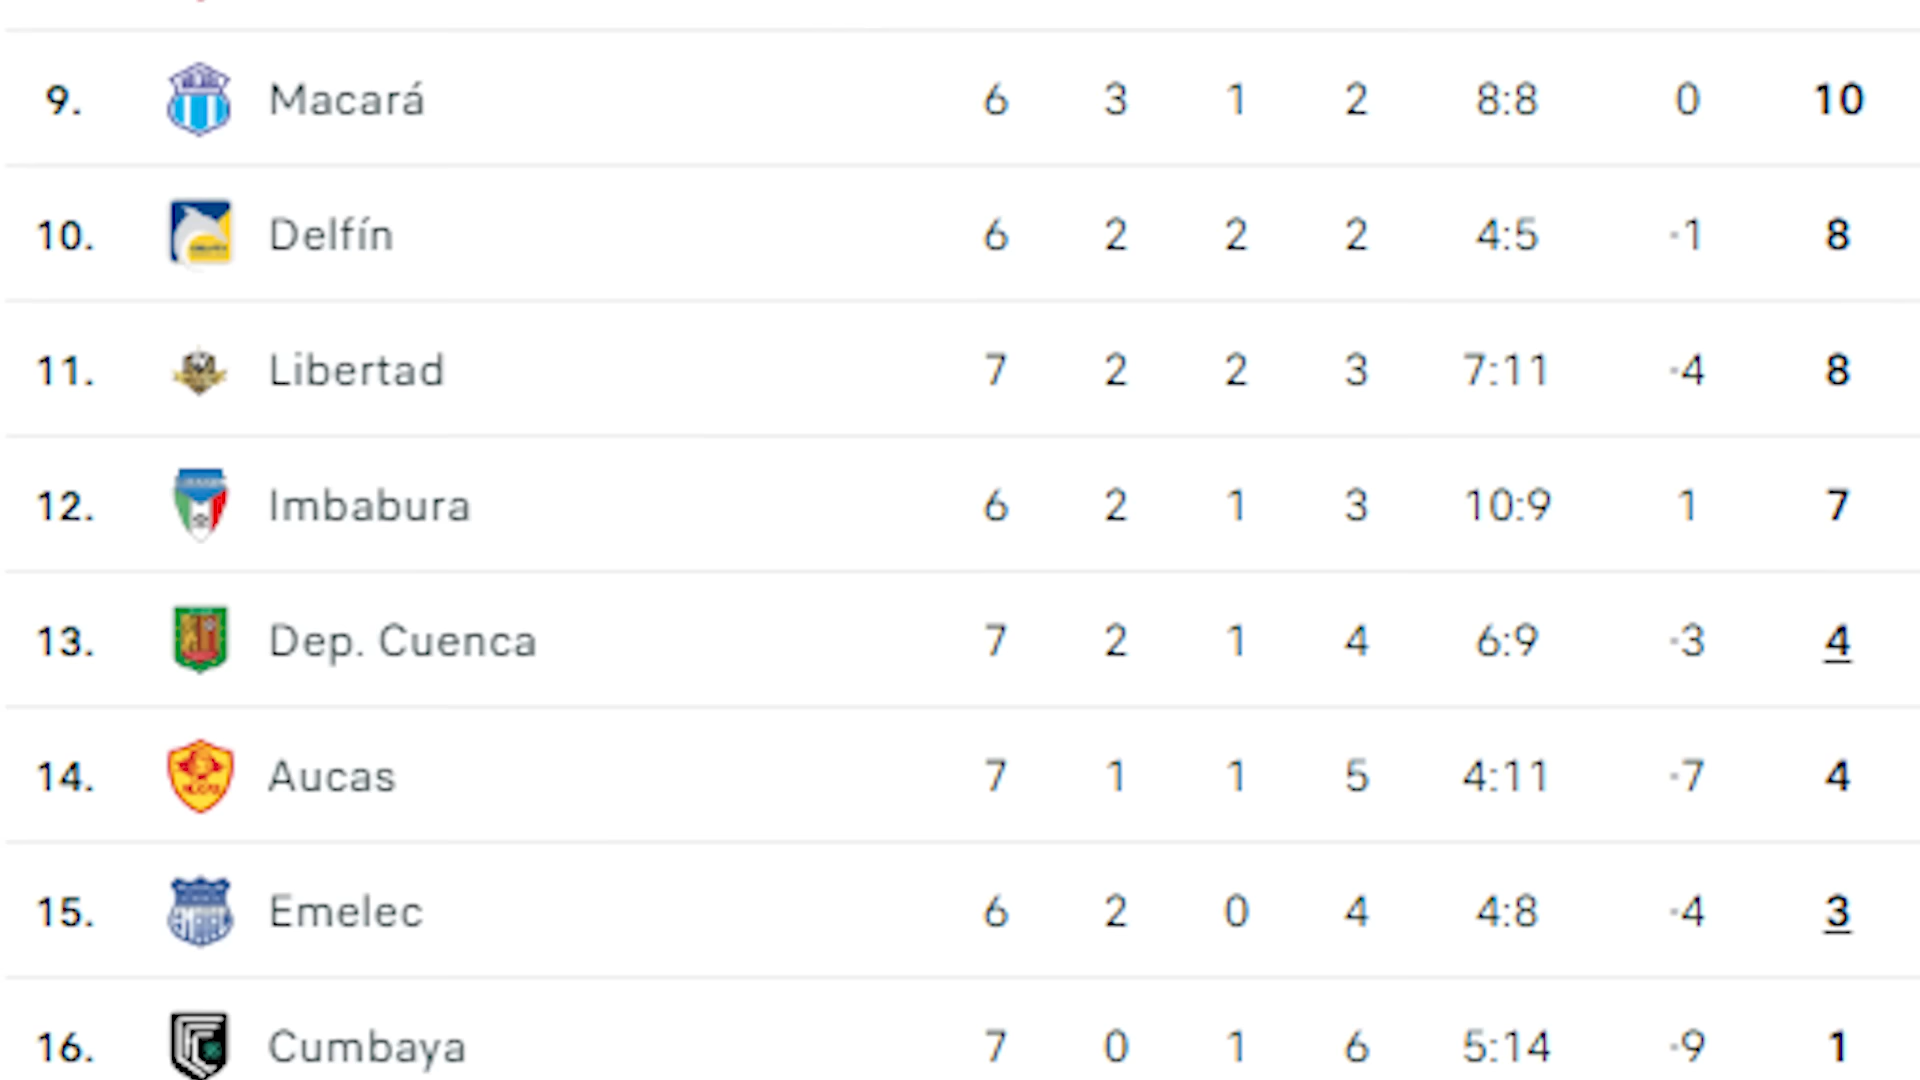 9. Macará 6 3 1 2 8:8 0 10
10. Delfín 6 2 2 2 4:5 -1 8
11. Libertad 7 2 2 3 7:11 -4 8
12. Imbabura 6 2 1 3 10:9 1 7
13. Dep. Cuenca 7 2 1 4 6:9 -3 4
14. Aucas 7 1 1 5 4:11 -7 4
15. Emelec 6 2 0 4 4:8 -4 3
16. Cumbaya 7 0 1 6 5:14 -9 1